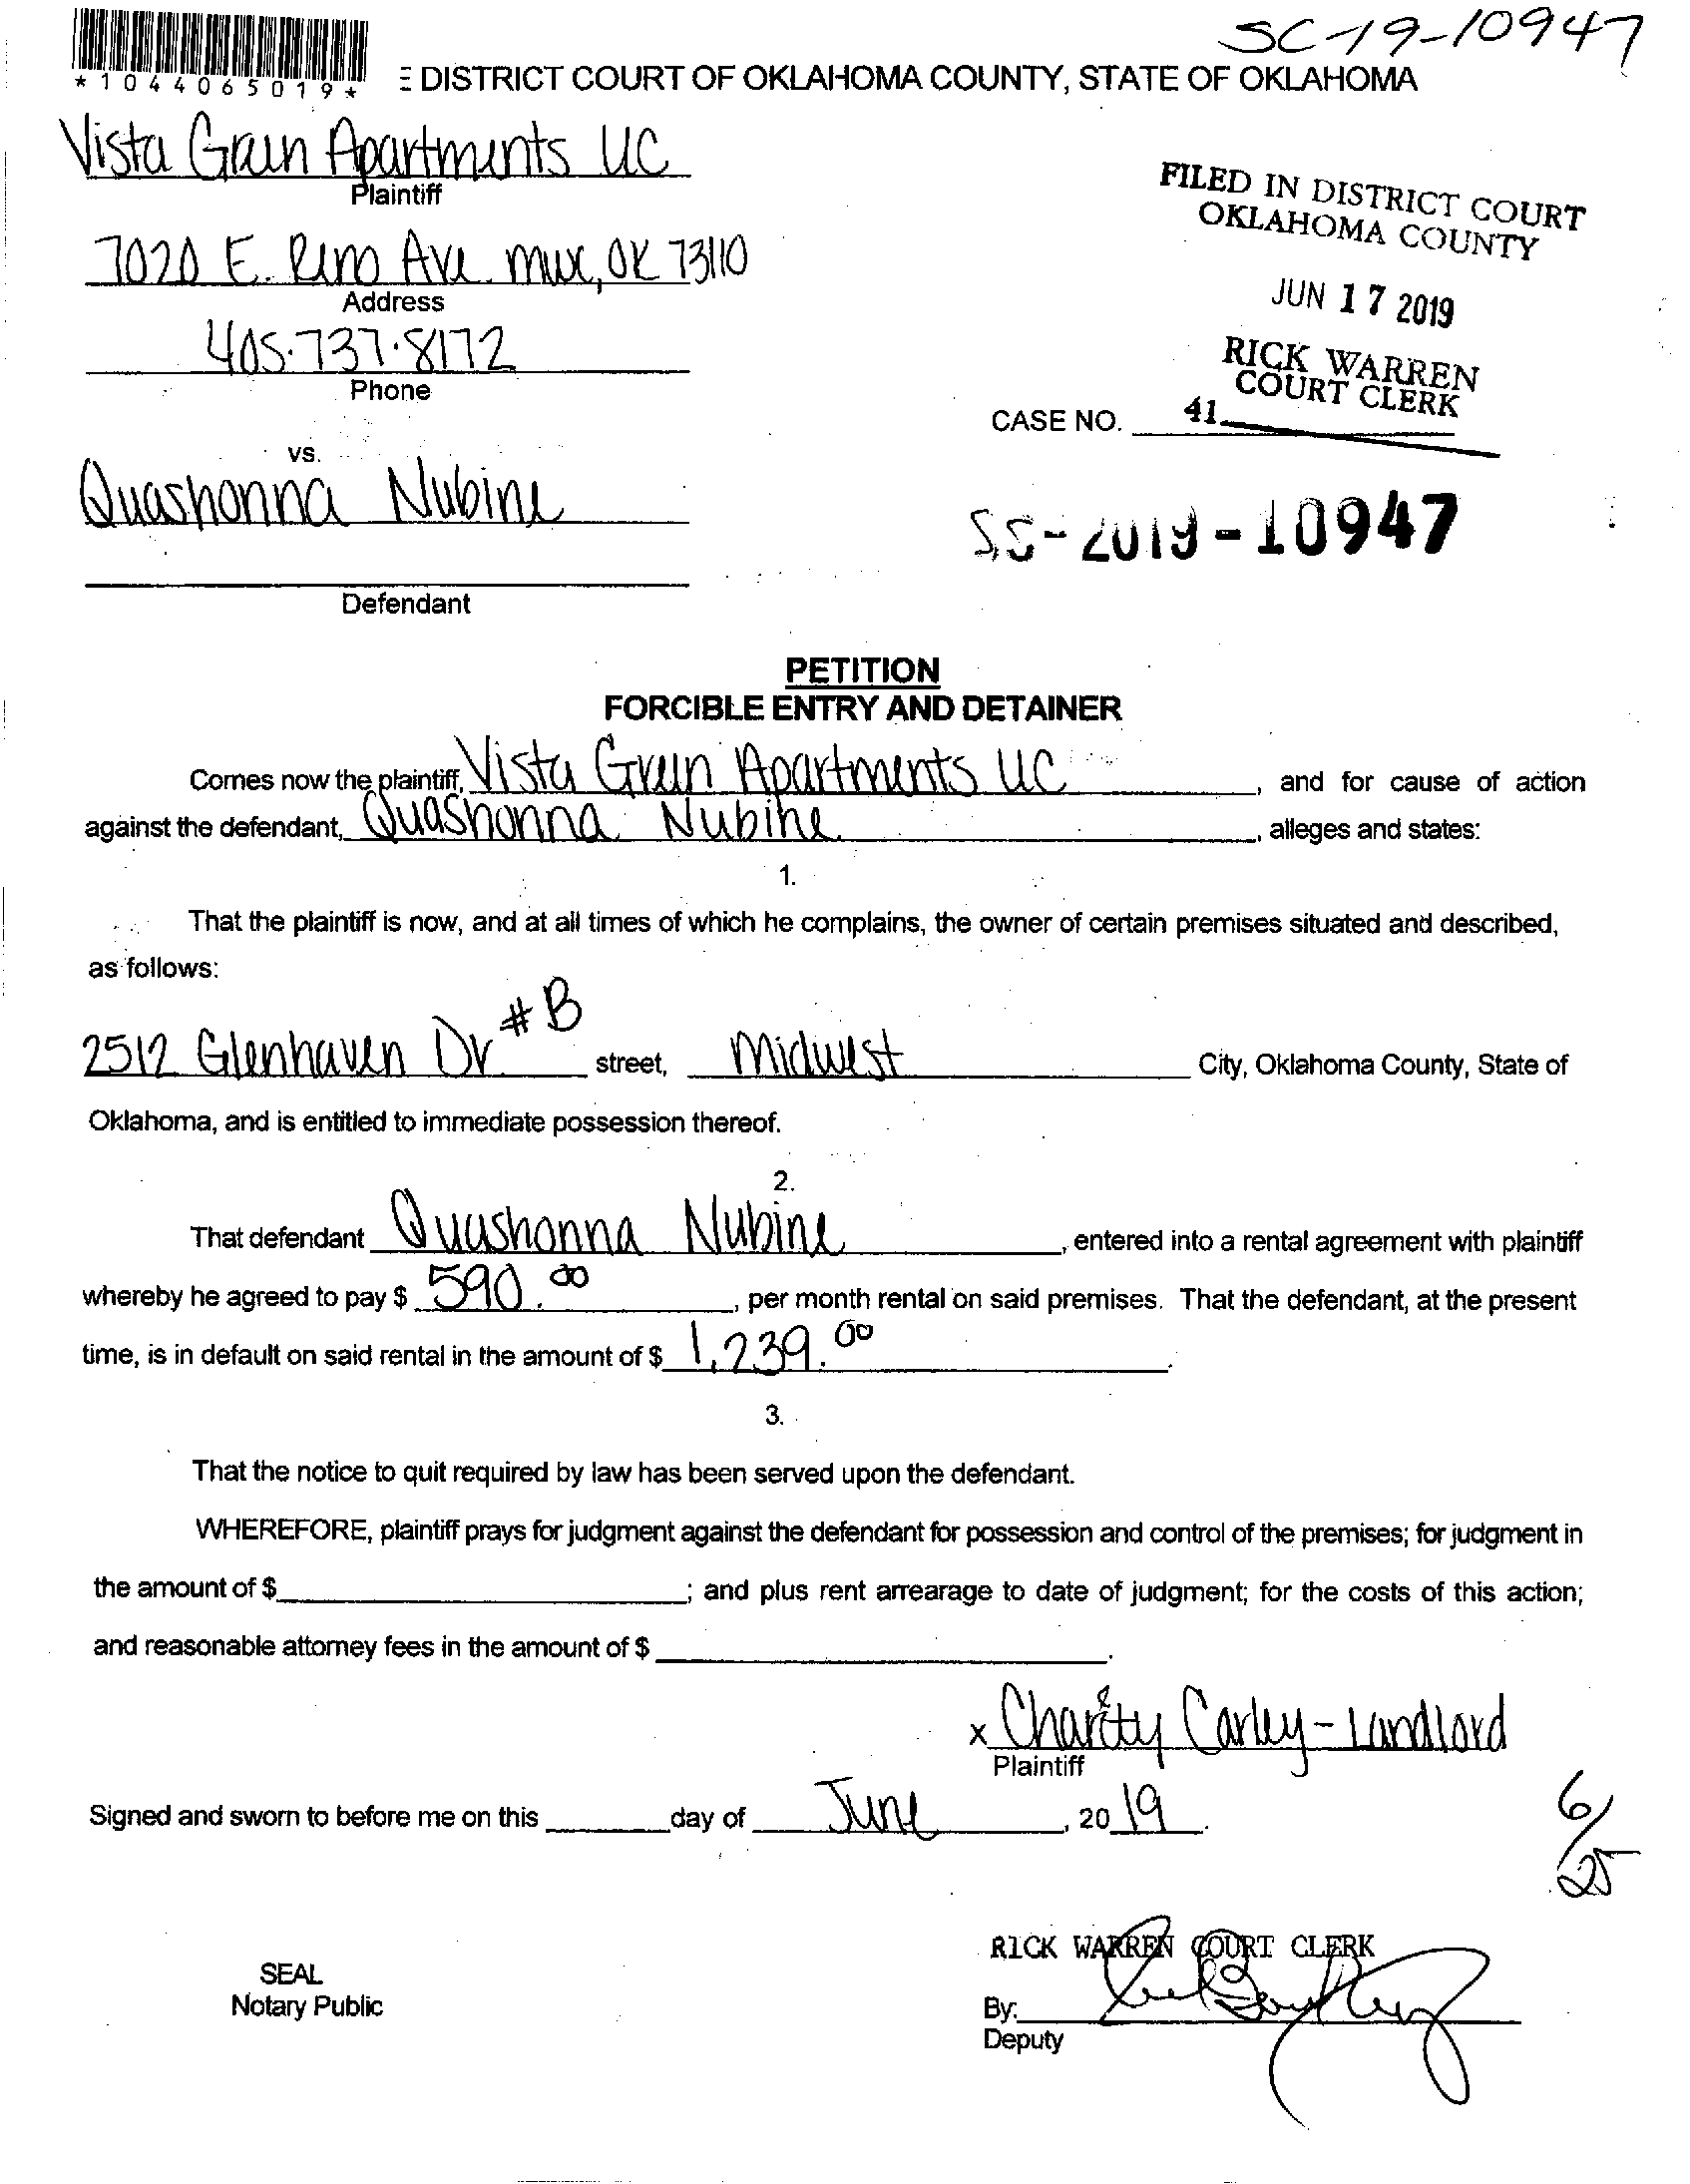 SC-19-10947
*1044065019*
E DISTRICT COURT OF OKLAHOMA COUNTY, STATE OF OKLAHOMA
Vista Green Apartments LLC
Plaintiff
7020 E. Reno Ave. MWC, OK 73110
Address
405.737.8172
Phone
FILED IN DISTRICT COURT
OKLAHOMA COUNTY
JUN 17 2019
RICK WARREN
COURT CLERK
41
CASE NO.
vs.
Quashonna Nubine
SC-2019-10947
Defendant
PETITION
FORCIBLE ENTRY AND DETAINER
Comes now the plaintiff, Vista Green Apartments LLC, and for cause of action
against the defendant, Quashonna Nubine, alleges and states:
1.
That the plaintiff is now, and at all times of which he complains, the owner of certain premises situated and described,
as follows:
2512 Glenhaven Dr #B street, Midwest City, Oklahoma County, State of
Oklahoma, and is entitled to immediate possession thereof.
2.
That defendant Quashonna Nubine, entered into a rental agreement with plaintiff
whereby he agreed to pay $ 590.00, per month rental on said premises. That the defendant, at the present
time, is in default on said rental in the amount of $ 1,239.00.
3.
That the notice to quit required by law has been served upon the defendant.
WHEREFORE, plaintiff prays for judgment against the defendant for possession and control of the premises; for judgment in
the amount of $ ; and plus rent arrearage to date of judgment; for the costs of this action;
and reasonable attorney fees in the amount of $ .
x Charity Carley - Landlord
Plaintiff
Signed and sworn to before me on this day of June, 20 19.
6/25
RICK WARREN COURT CLERK
SEAL
Notary Public
By:
Deputy